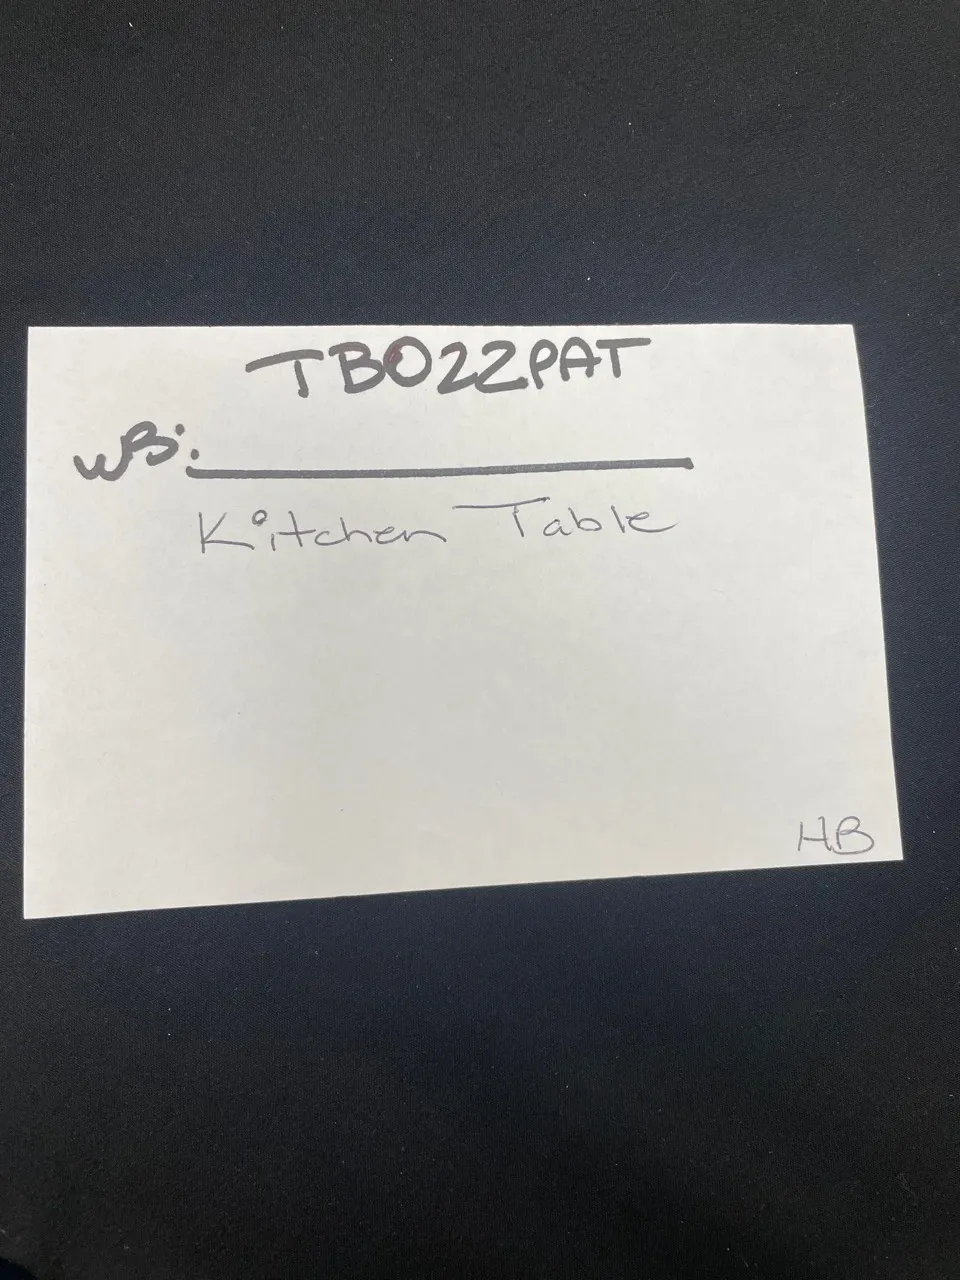 TB022PAT
WB:
Kitchen Table
HB